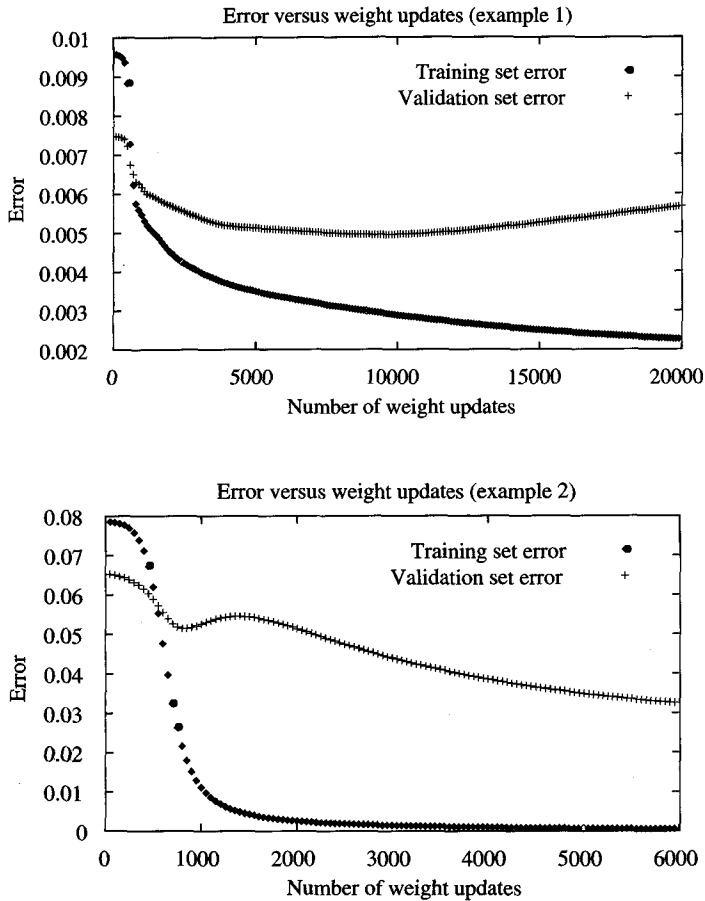 Error versus weight updates (example 1)
0.01
0.009
0.008
0.007
0.006
0.005
0.004
0.003
0.002
Error
Training set error
Validation set error
0 5000 10000 15000 20000
Number of weight updates
Error versus weight updates (example 2)
0.08
0.07
0.06
0.05
0.04
0.03
0.02
0.01
0
Error
Training set error
Validation set error
0 1000 2000 3000 4000 5000 6000
Number of weight updates